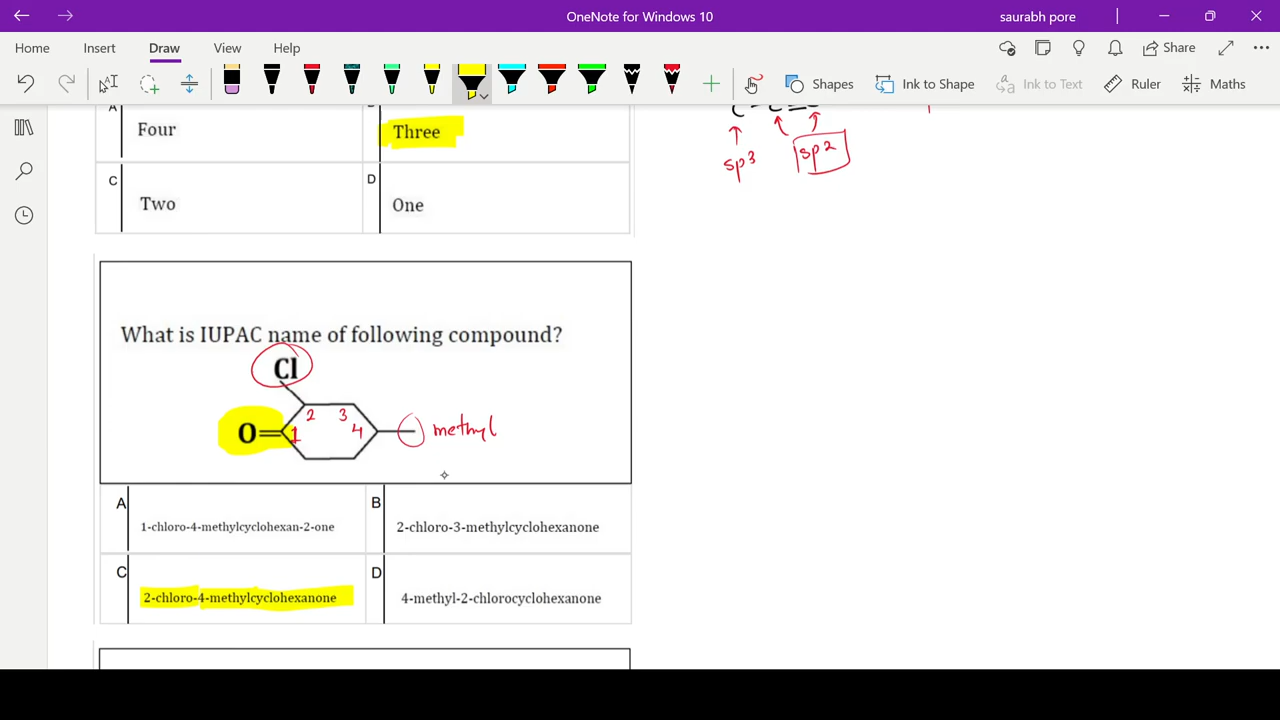 OneNote for Windows 10
saurabh pore
Home Insert Draw View Help
Share
Shapes Ink to Shape Ink to Text Ruler Maths
A
Four
Three
C
Two
D
One
sp3
sp2
What is IUPAC name of following compound?
Cl
2 3
O 1 4 methyl
A
1-chloro-4-methylcyclohexan-2-one
B
2-chloro-3-methylcyclohexanone
C
2-chloro-4-methylcyclohexanone
D
4-methyl-2-chlorocyclohexanone